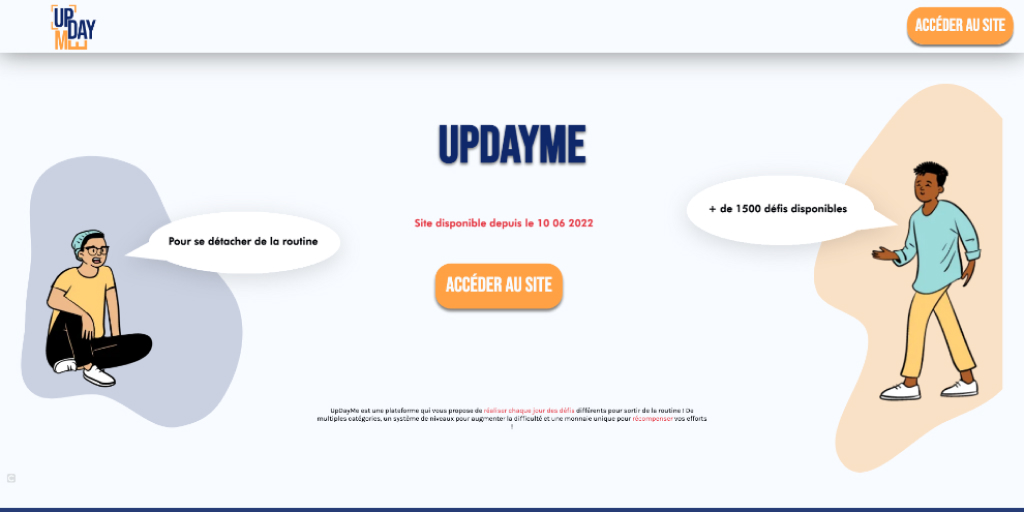 UP
DAY
ME
ACCÉDER AU SITE
UPDAYME
+ de 1500 défis disponibles
Site disponible depuis le 10 06 2022
Pour se détacher de la routine
ACCÉDER AU SITE
UpDayMe est une plateforme qui vous propose de réaliser chaque jour des défis différents pour sortir de la routine ! De
multiples catégories, un système de niveaux pour augmenter la difficulté et une monnaie unique pour récompenser vos efforts
!